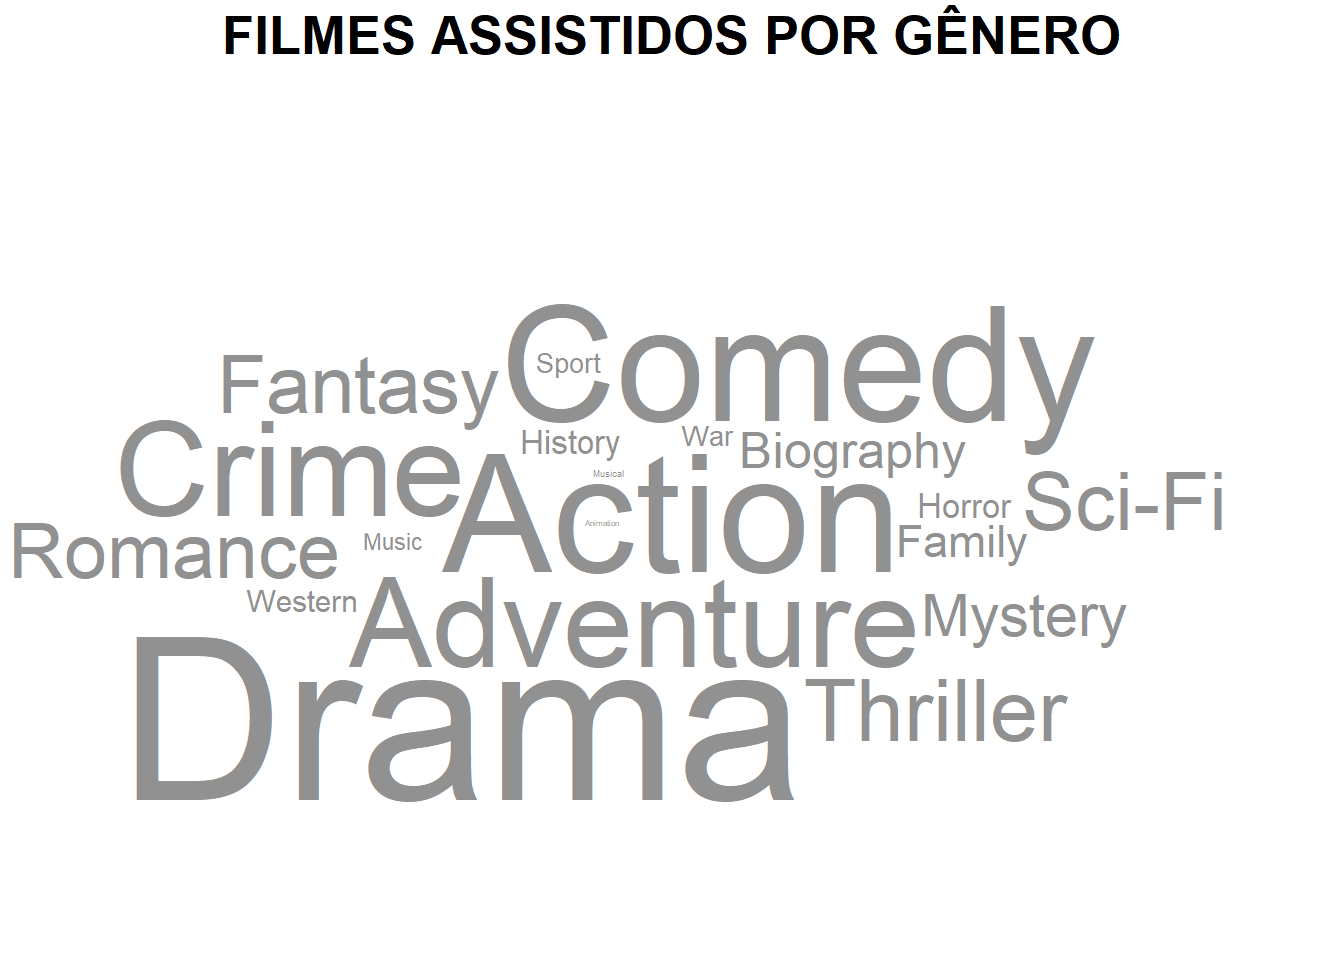 FILMES ASSISTIDOS POR GÊNERO
Comedy
Sport
Fantasy
Crime
History
War
Biography
Musical
Action
Sci-Fi
Horror
Animation
Romance
Music
Family
Western
Adventure
Mystery
Drama
Thriller